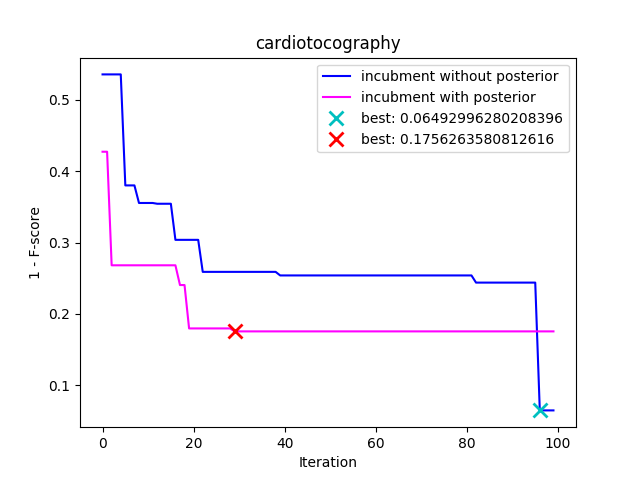 cardiotocography
incubment without posterior
incubment with posterior
best: 0.06492996280208396
best: 0.1756263580812616
1 - F-score
0.5
0.4
0.3
0.2
0.1
0 20 40 60 80 100
Iteration